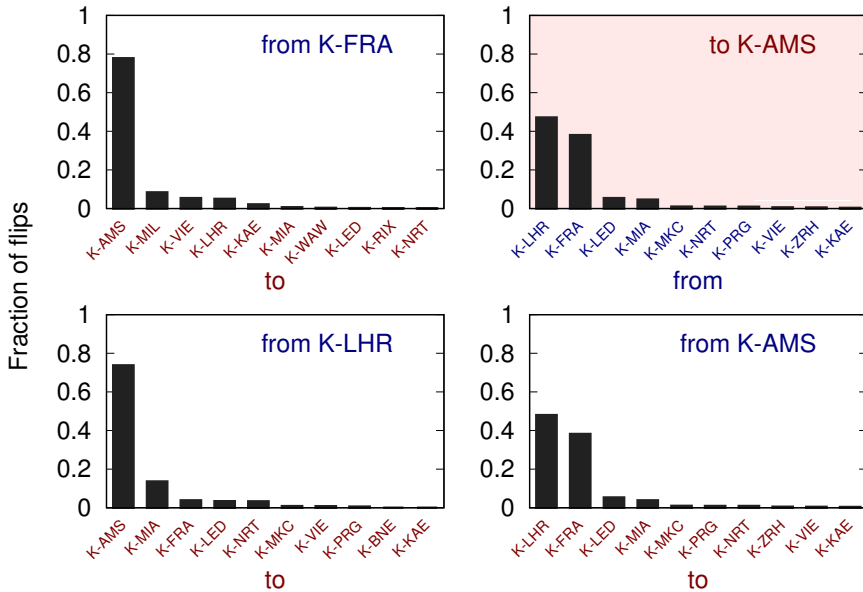 Fraction of flips
from K-FRA
1
0.8
0.6
0.4
0.2
0
K-AMS
K-MIL
K-VIE
K-LHR
K-KAE
K-MIA
K-WAW
K-LED
K-RIX
K-NRT
to
to K-AMS
1
0.8
0.6
0.4
0.2
0
K-LHR
K-FRA
K-LED
K-MIA
K-MKC
K-NRT
K-PRG
K-VIE
K-ZRH
K-KAE
from
from K-LHR
1
0.8
0.6
0.4
0.2
0
K-AMS
K-MIA
K-FRA
K-LED
K-NRT
K-MKC
K-VIE
K-PRG
K-BNE
K-KAE
to
from K-AMS
1
0.8
0.6
0.4
0.2
0
K-LHR
K-FRA
K-LED
K-MIA
K-MKC
K-PRG
K-NRT
K-ZRH
K-VIE
K-KAE
to